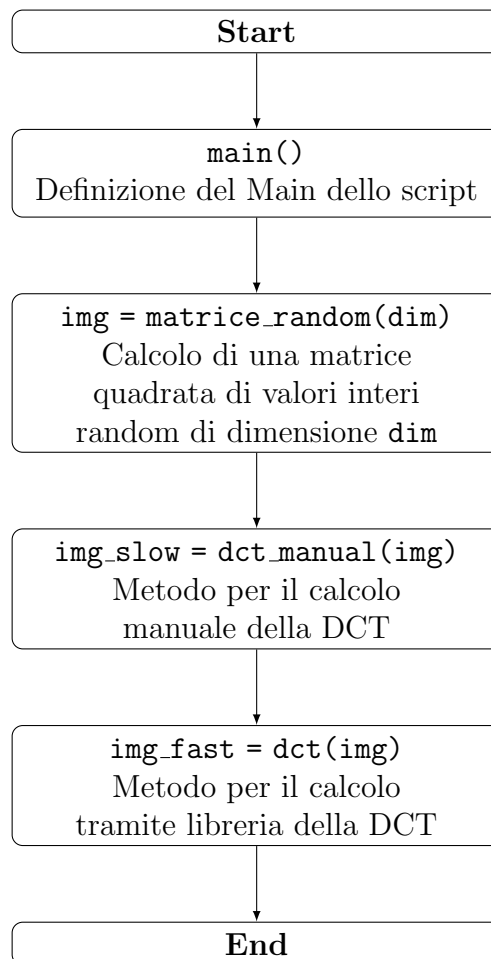 Start
main()
Definizione del Main dello script
img = matrice_random(dim)
Calcolo di una matrice
quadrata di valori interi
random di dimensione dim
img_slow = dct_manual(img)
Metodo per il calcolo
manuale della DCT
img_fast = dct(img)
Metodo per il calcolo
tramite libreria della DCT
End